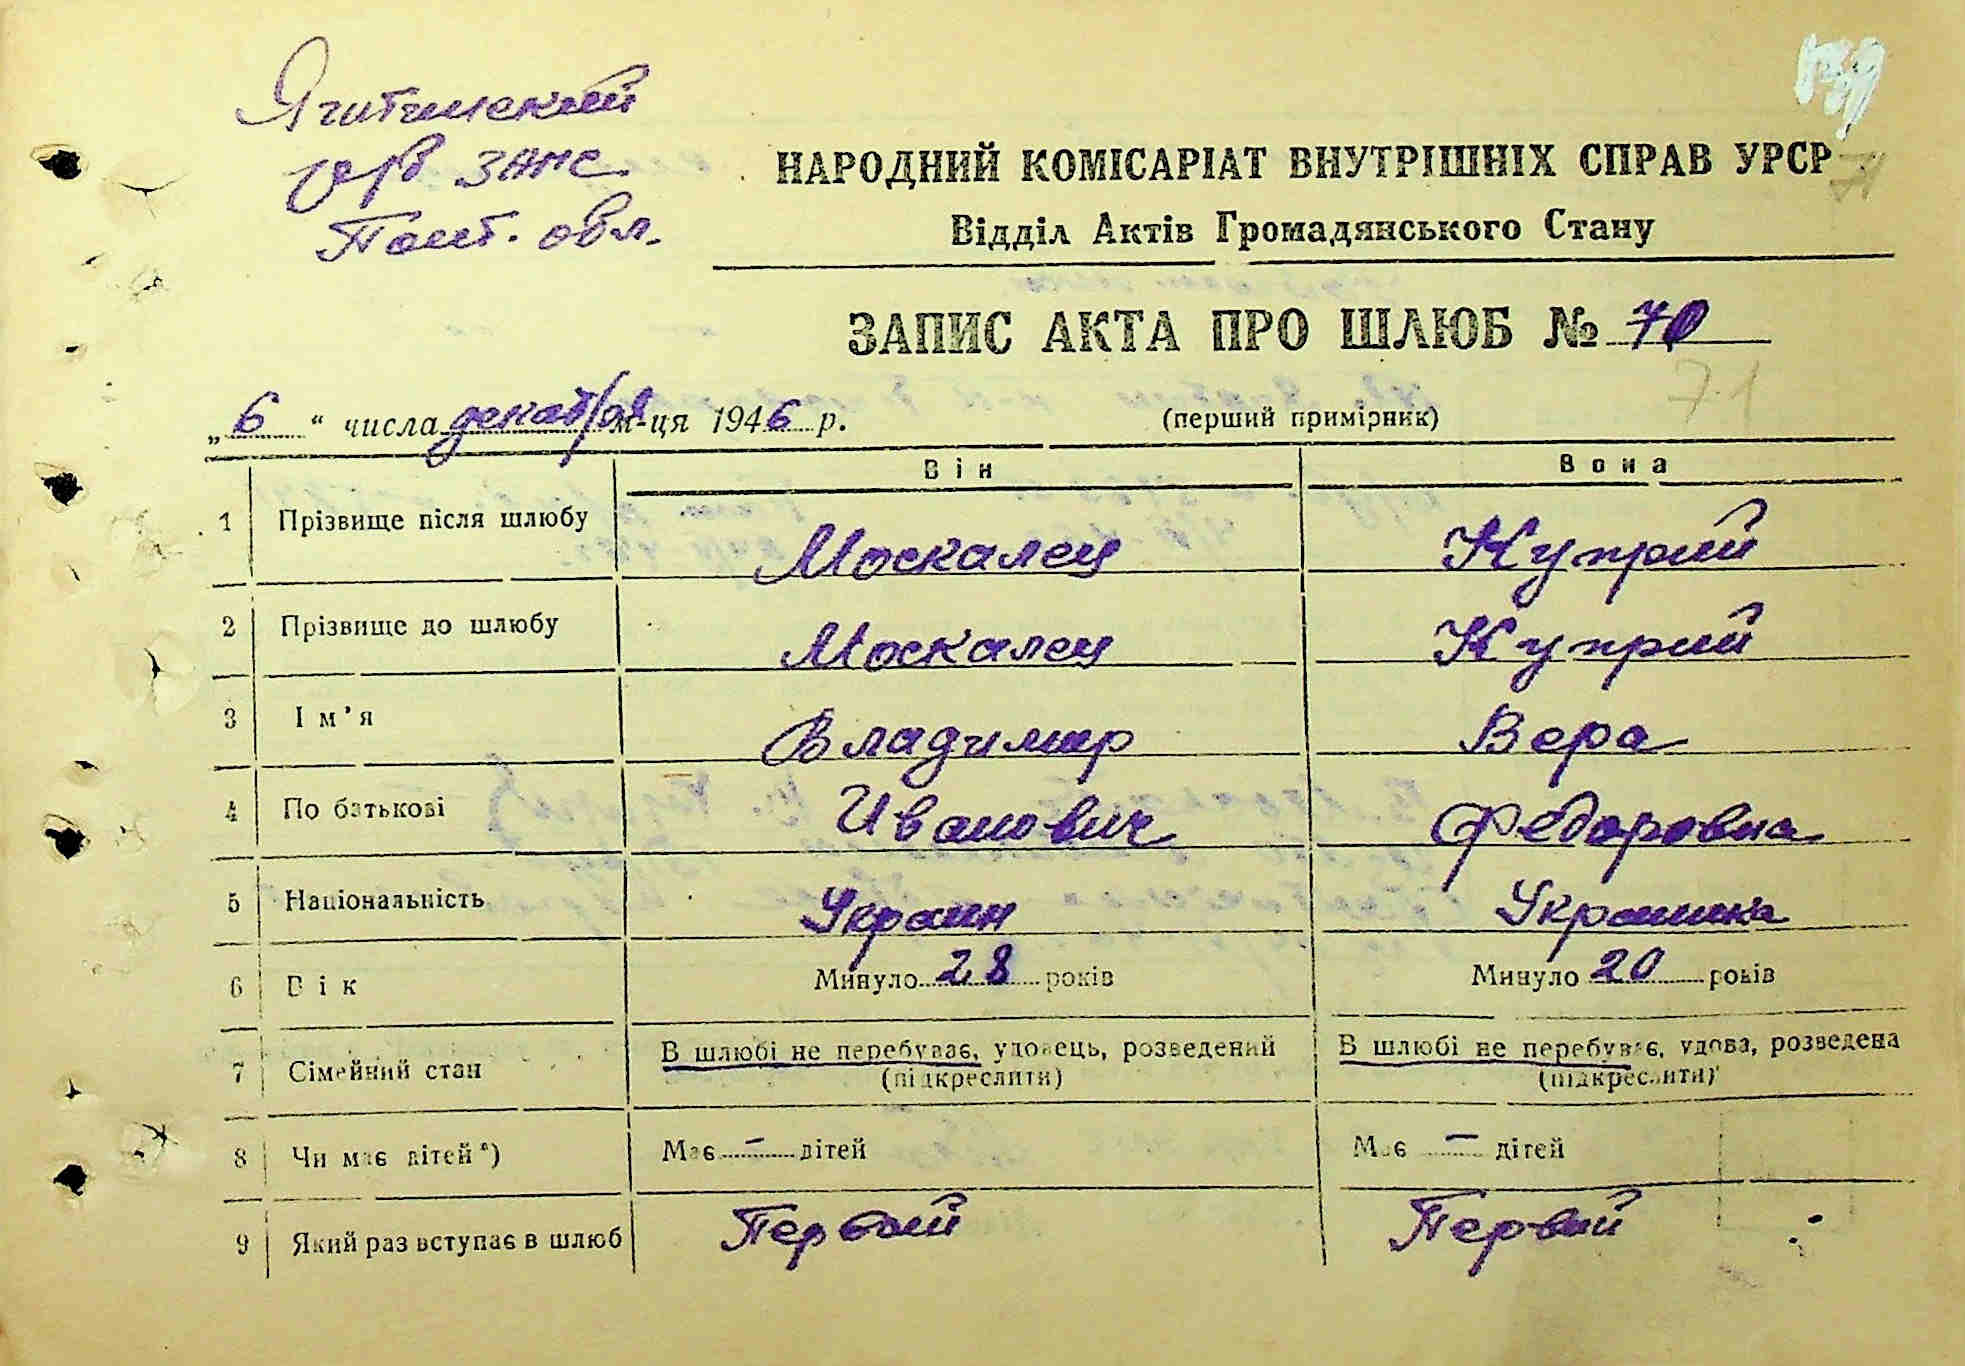 Яготинский
р/б ЗАГС
Полт. обл.
НАРОДНИЙ КОМІСАРІАТ ВНУТРІШНІХ СПРАВ УРСР
71
Відділ Актів Громадянського Стану
ЗАПИС АКТА ПРО ШЛЮБ № 70
71
„6“ числа декабря м-ця 1946 р. (перший примірник)
Він Вона
1 Прізвище після шлюбу Москалец Куприй
2 Прізвище до шлюбу Москалец Куприй
3 Ім’я Владимир Вера
4 По батькові Иванович Федоровна
5 Національність Украин Украинка
6 Вік Минуло 28 років Минуло 20 років
7 Сімейний стан В шлюбі не перебуває, удовець, розведений (підкреслити) В шлюбі не перебуває, удова, розведена (підкреслити)
8 Чи має дітей*) Має – дітей Має – дітей
9 Який раз вступає в шлюб Первый Первый